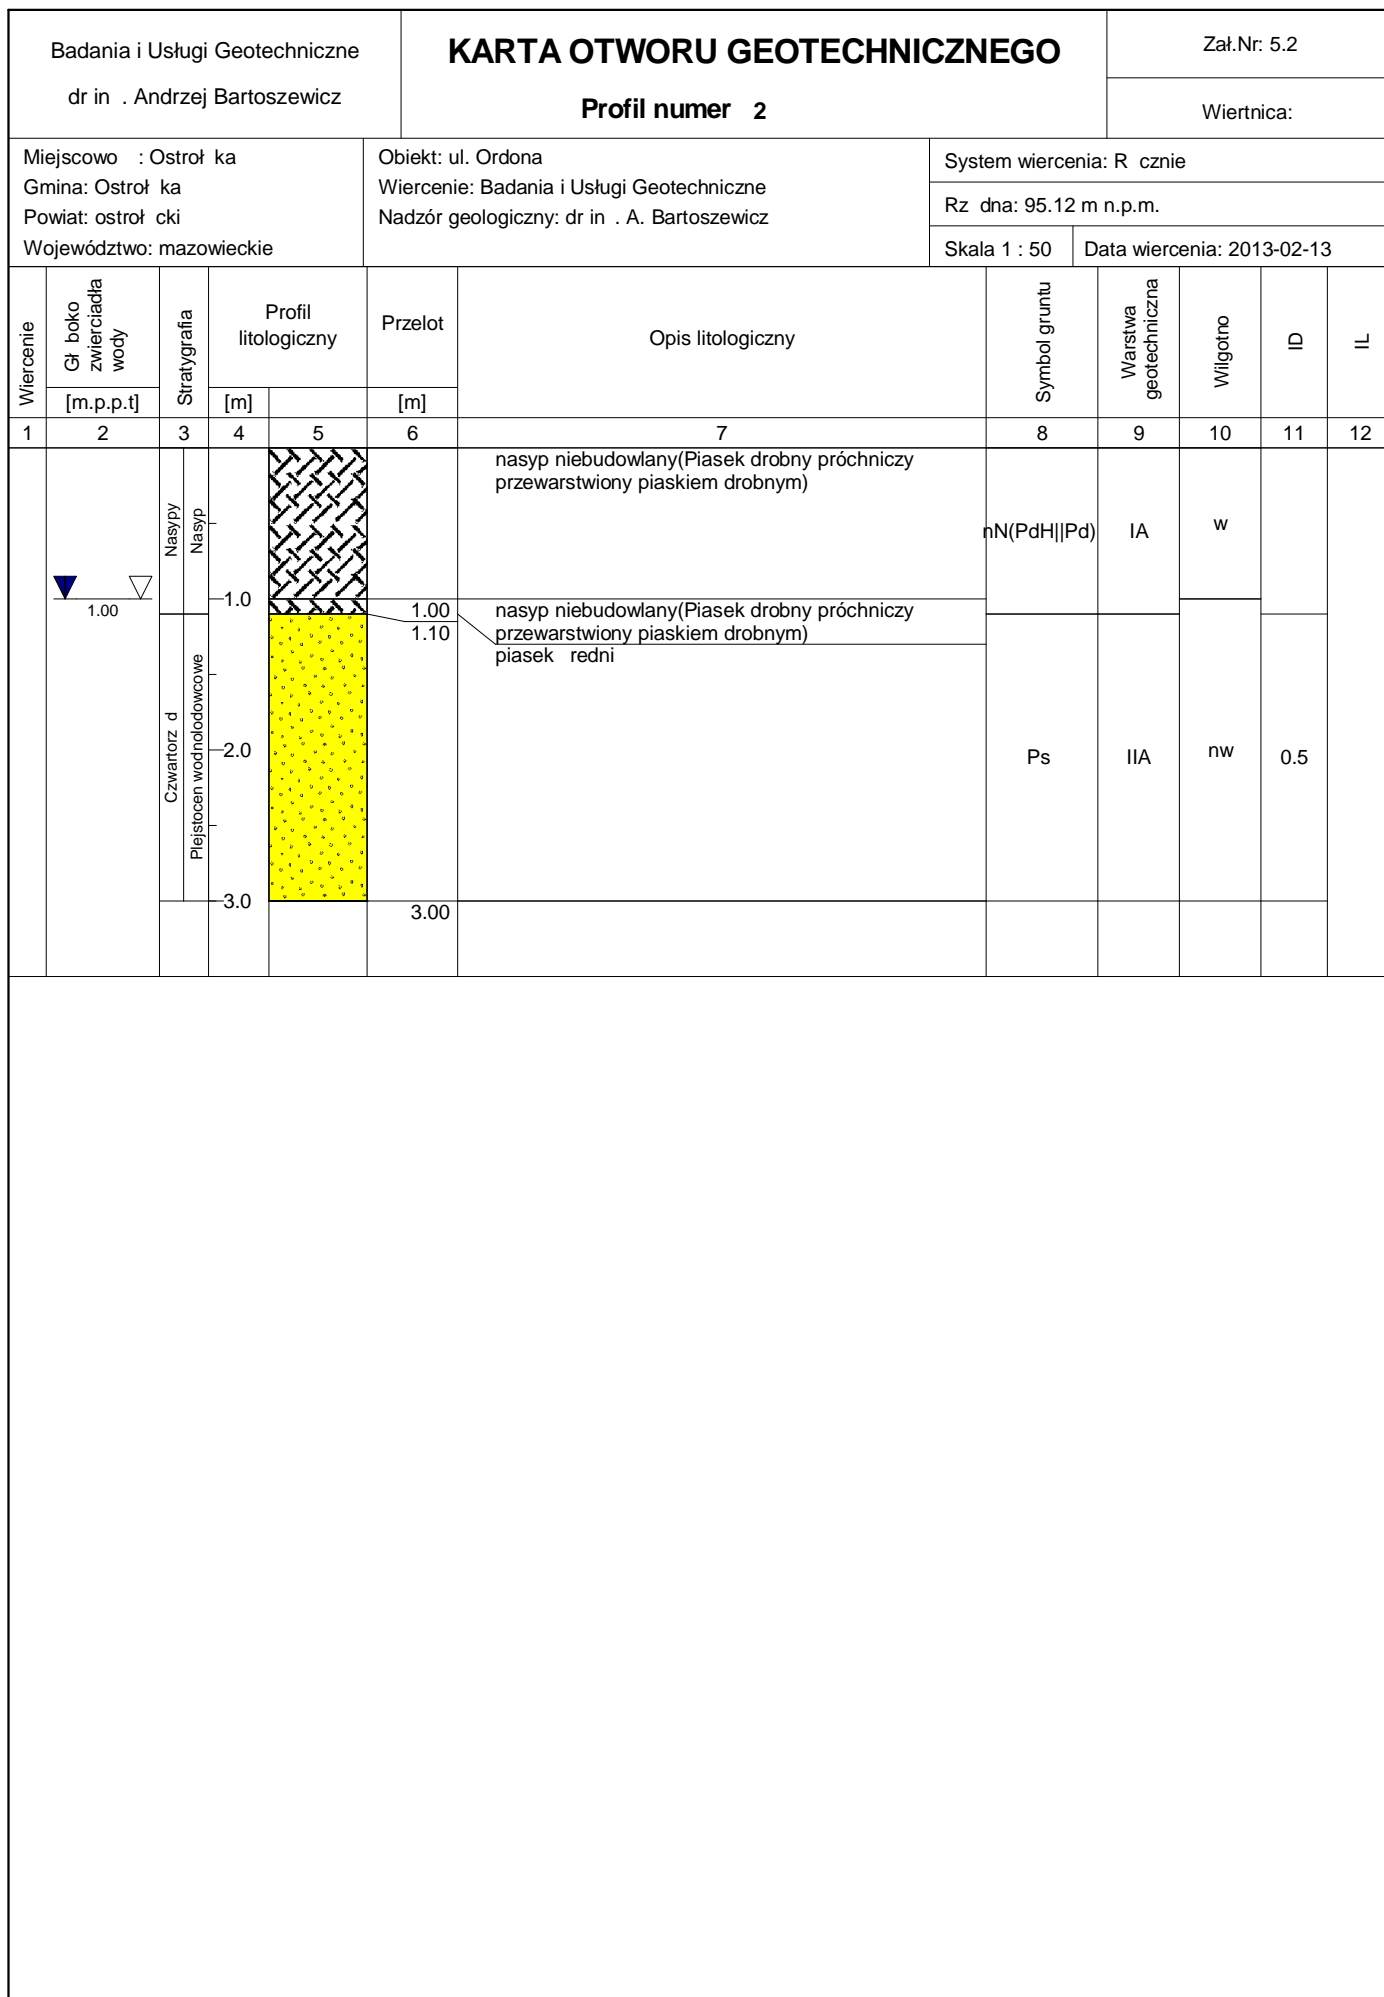 Badania i Usługi Geotechniczne
dr in . Andrzej Bartoszewicz
KARTA OTWORU GEOTECHNICZNEGO
Profil numer 2
Zał.Nr: 5.2
Wiertnica:
Miejscowo : Ostroł ka
Gmina: Ostroł ka
Powiat: ostroł cki
Województwo: mazowieckie
Obiekt: ul. Ordona
Wiercenie: Badania i Usługi Geotechniczne
Nadzór geologiczny: dr in . A. Bartoszewicz
System wiercenia: R cznie
Rz dna: 95.12 m n.p.m.
Skala 1 : 50
Data wiercenia: 2013-02-13
Wiercenie
Gł boko
zwierciadła
wody
[m.p.p.t]
Stratygrafia
Profil
litologiczny
[m]
Przelot
[m]
Opis litologiczny
Symbol gruntu
Warstwa
geotechniczna
Wilgotno
ID
IL
1 2 3 4 5 6 7 8 9 10 11 12
nasyp niebudowlany(Piasek drobny próchniczy
przewarstwiony piaskiem drobnym)
Nasypy
Nasyp
nN(PdH||Pd)
IA
w
1.00
1.0
1.00
nasyp niebudowlany(Piasek drobny próchniczy
przewarstwiony piaskiem drobnym)
1.10
piasek redni
Czwartorz d
Plejstocen wodnolodowcowe
2.0
Ps
IIA
nw
0.5
3.0
3.00